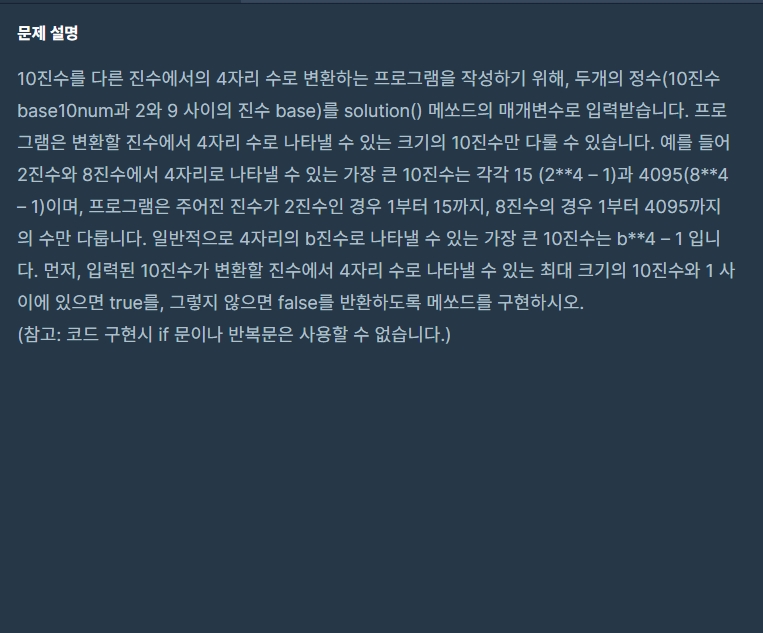 문제 설명
10진수를 다른 진수에서의 4자리 수로 변환하는 프로그램을 작성하기 위해, 두개의 정수(10진수
base10num과 2와 9 사이의 진수 base)를 solution() 메쏘드의 매개변수로 입력받습니다. 프로
그램은 변환할 진수에서 4자리 수로 나타낼 수 있는 크기의 10진수만 다룰 수 있습니다. 예를 들어
2진수와 8진수에서 4자리로 나타낼 수 있는 가장 큰 10진수는 각각 15 (2**4 – 1)과 4095(8**4
– 1)이며, 프로그램은 주어진 진수가 2진수인 경우 1부터 15까지, 8진수의 경우 1부터 4095까지
의 수만 다룹니다. 일반적으로 4자리의 b진수로 나타낼 수 있는 가장 큰 10진수는 b**4 – 1 입니
다. 먼저, 입력된 10진수가 변환할 진수에서 4자리 수로 나타낼 수 있는 최대 크기의 10진수와 1 사
이에 있으면 true를, 그렇지 않으면 false를 반환하도록 메쏘드를 구현하시오.
(참고: 코드 구현시 if 문이나 반복문은 사용할 수 없습니다.)